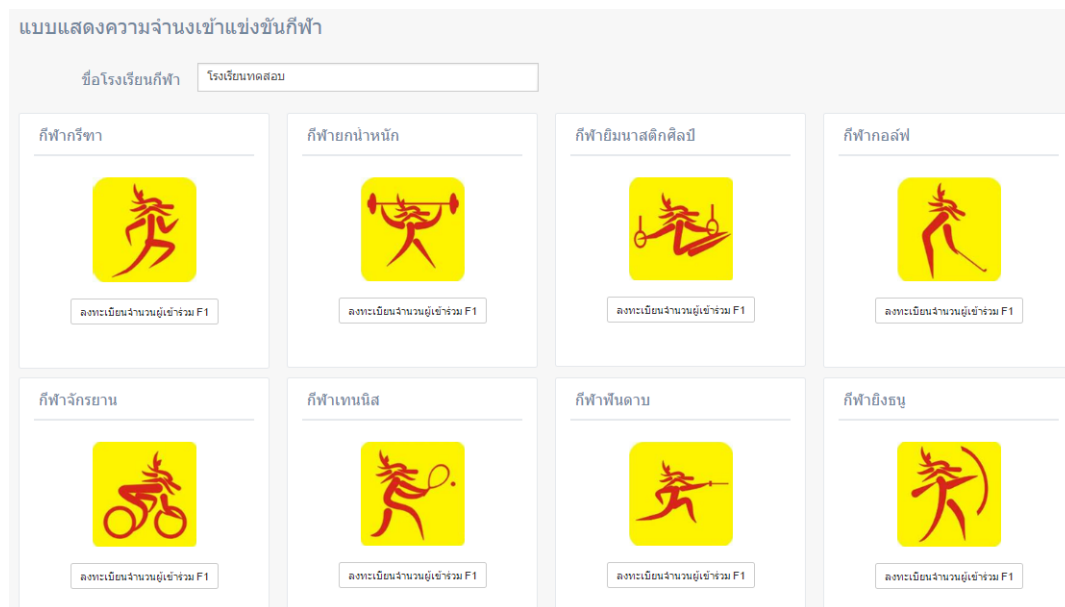 แบบแสดงความจำนงเข้าแข่งขันกีฬา
ชื่อโรงเรียนกีฬา โรงเรียนทดสอบ
กีฬากรีฑา กีฬายกน้ำหนัก กีฬายิมนาสติกศิลป์ กีฬากอล์ฟ
ลงทะเบียนจำนวนผู้เข้าร่วม F1 ลงทะเบียนจำนวนผู้เข้าร่วม F1 ลงทะเบียนจำนวนผู้เข้าร่วม F1 ลงทะเบียนจำนวนผู้เข้าร่วม F1
กีฬาจักรยาน กีฬาเทนนิส กีฬาฟันดาบ กีฬายิงธนู
ลงทะเบียนจำนวนผู้เข้าร่วม F1 ลงทะเบียนจำนวนผู้เข้าร่วม F1 ลงทะเบียนจำนวนผู้เข้าร่วม F1 ลงทะเบียนจำนวนผู้เข้าร่วม F1